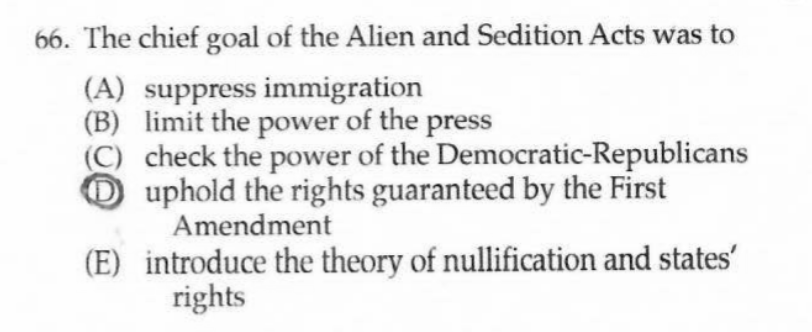 66. The chief goal of the Alien and Sedition Acts was to
(A) suppress immigration
(B) limit the power of the press
(C) check the power of the Democratic-Republicans
(D) uphold the rights guaranteed by the First
Amendment
(E) introduce the theory of nullification and states'
rights